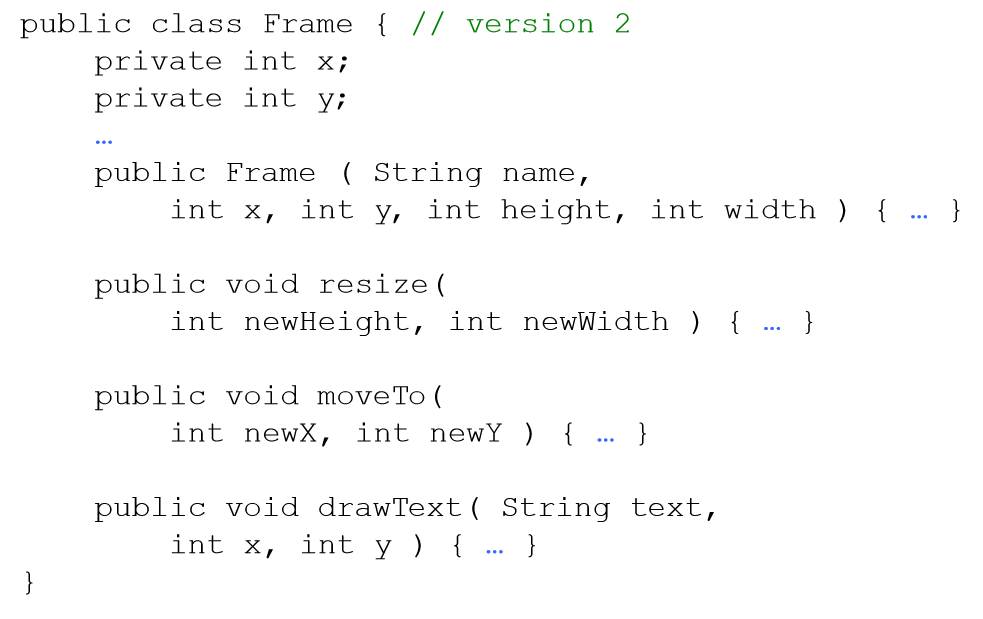 public class Frame { // version 2
private int x;
private int y;
…
public Frame ( String name,
int x, int y, int height, int width ) { … }
public void resize(
int newHeight, int newWidth ) { … }
public void moveTo(
int newX, int newY ) { … }
public void drawText( String text,
int x, int y ) { … }
}